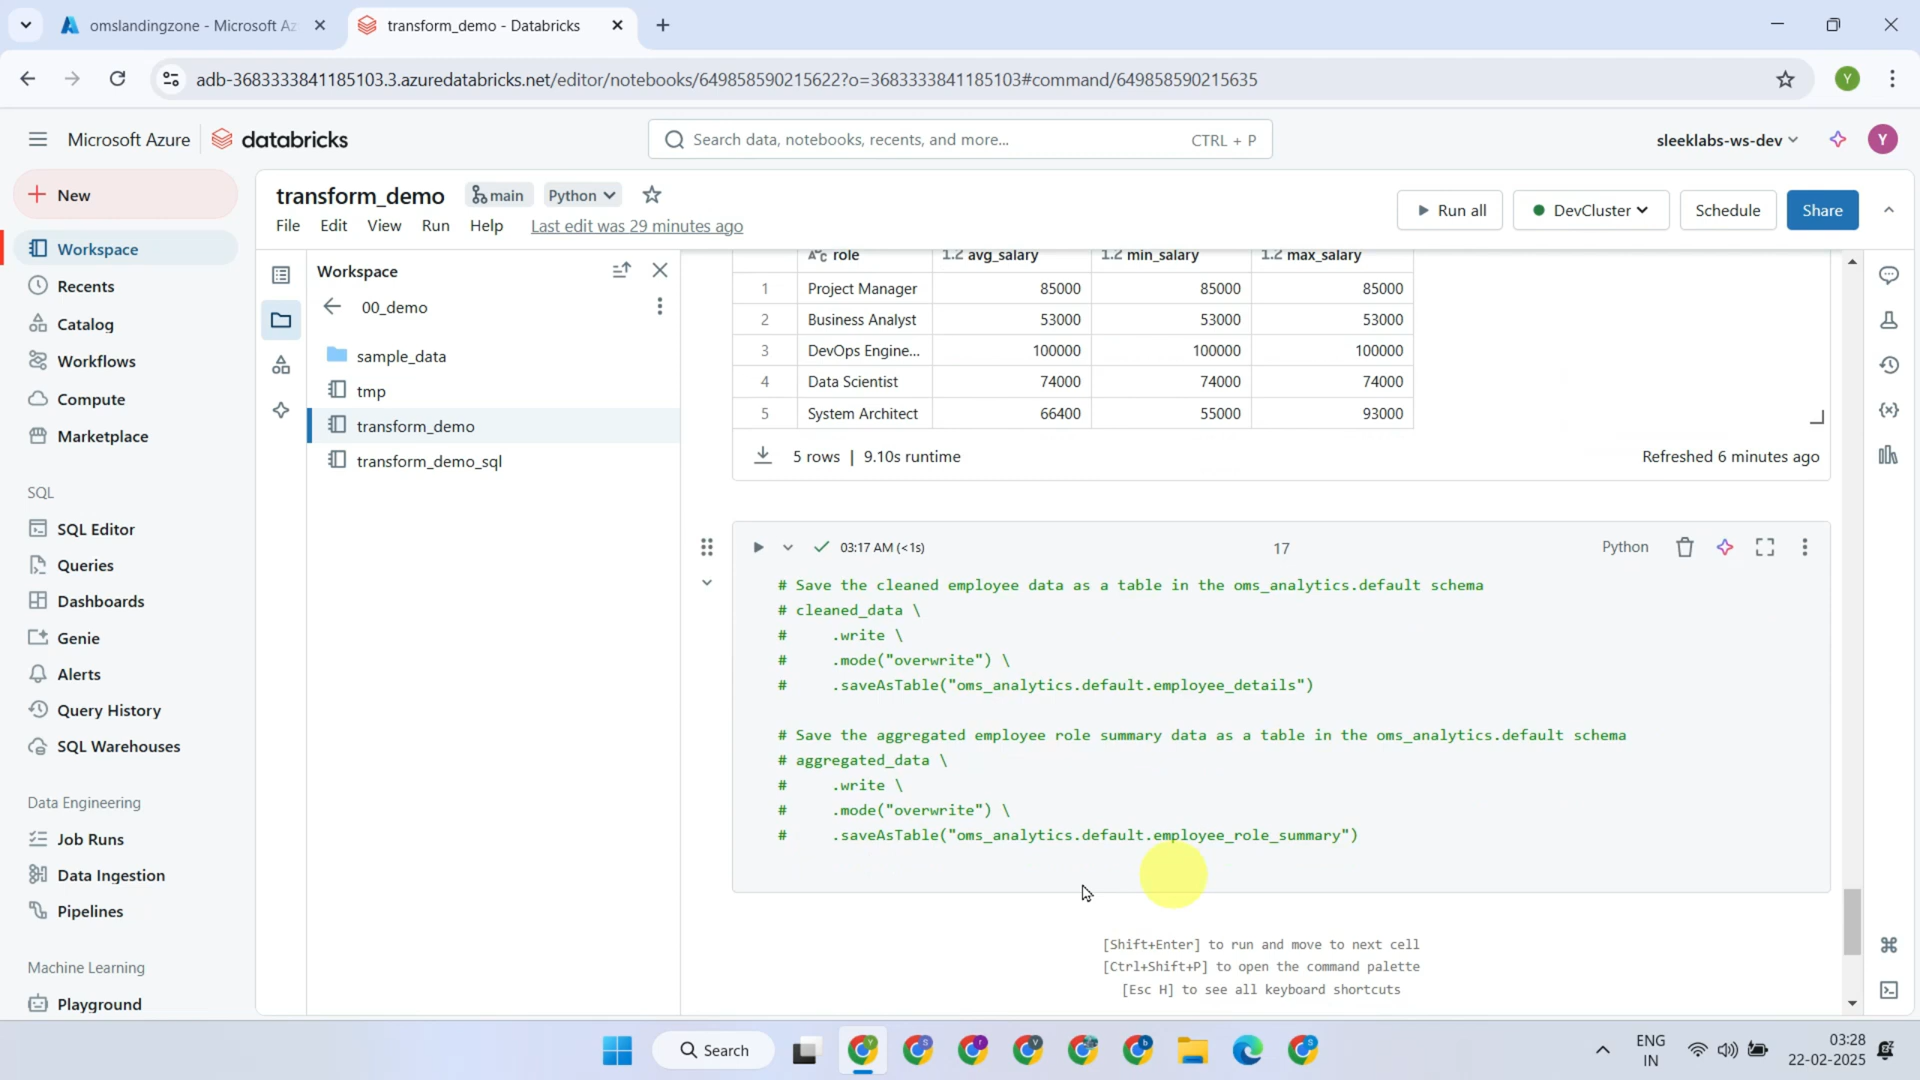 omslandingzone - Microsoft Az
transform_demo - Databricks
adb-3683333841185103.3.azuredatabricks.net/editor/notebooks/649858590215622?o=3683333841185103#command/649858590215635
Y
Microsoft Azure
databricks
Search data, notebooks, recents, and more...
CTRL + P
sleeklabs-ws-dev
Y
New
Workspace
Recents
Catalog
Workflows
Compute
Marketplace
SQL
SQL Editor
Queries
Dashboards
Genie
Alerts
Query History
SQL Warehouses
Data Engineering
Job Runs
Data Ingestion
Pipelines
Machine Learning
Playground
transform_demo
main
Python
File
Edit
View
Run
Help
Last edit was 29 minutes ago
Run all
DevCluster
Schedule
Share
Workspace
00_demo
sample_data
tmp
transform_demo
transform_demo_sql
ABC role 1.2 avg_salary 1.2 min_salary 1.2 max_salary
1 Project Manager 85000 85000 85000
2 Business Analyst 53000 53000 53000
3 DevOps Engine... 100000 100000 100000
4 Data Scientist 74000 74000 74000
5 System Architect 66400 55000 93000
5 rows | 9.10s runtime
Refreshed 6 minutes ago
03:17 AM (<1s)
17
Python
# Save the cleaned employee data as a table in the oms_analytics.default schema
# cleaned_data \
#     .write \
#     .mode("overwrite") \
#     .saveAsTable("oms_analytics.default.employee_details")
# Save the aggregated employee role summary data as a table in the oms_analytics.default schema
# aggregated_data \
#     .write \
#     .mode("overwrite") \
#     .saveAsTable("oms_analytics.default.employee_role_summary")
[Shift+Enter] to run and move to next cell
[Ctrl+Shift+P] to open the command palette
[Esc H] to see all keyboard shortcuts
Search
ENG
IN
03:28
22-02-2025